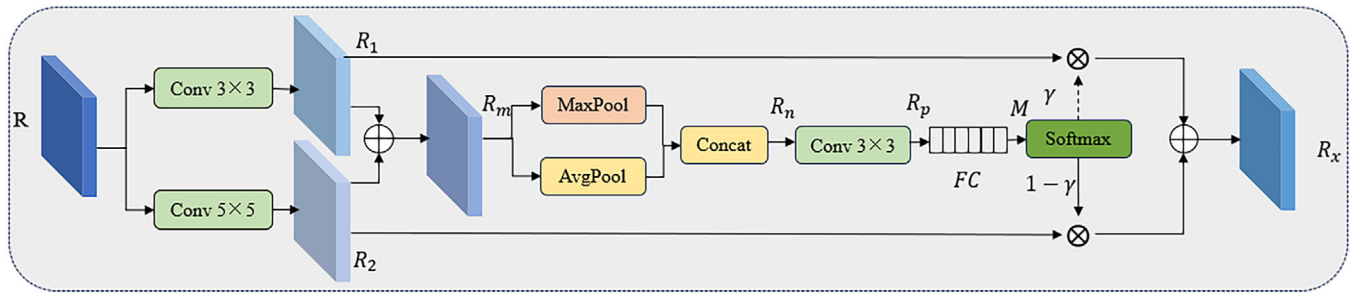 R
Conv 3×3
Conv 5×5
R₁
R₂
Rₘ
MaxPool
AvgPool
Concat
Rₙ
Conv 3×3
Rₚ
FC
M
γ
Softmax
1−γ
Rₓ